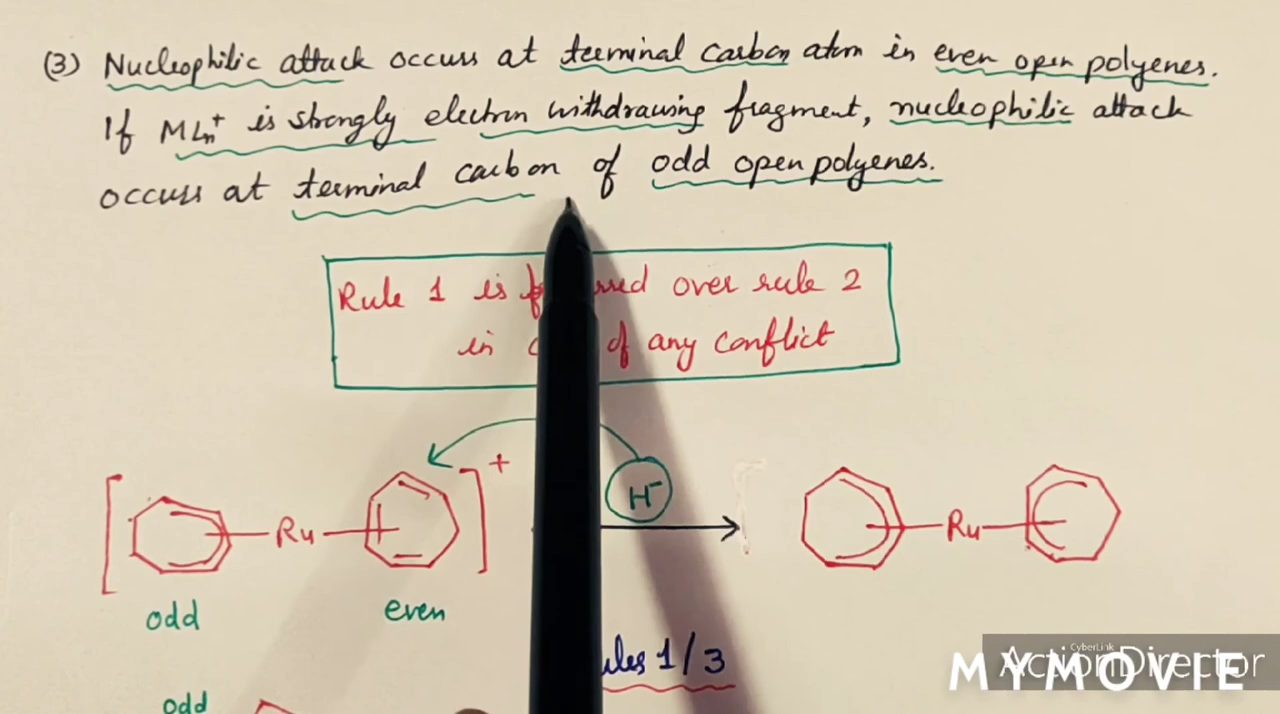 (3) Nucleophilic attack occurs at terminal carbon atom in even open polyenes.
If MLn+ is strongly electron withdrawing fragment, nucleophilic attack
occurs at terminal carbon of odd open polyenes.
Rule 1 is over rule 2
in of any conflict
[ Ru ]+
H-
Ru
odd
even
1/3
odd
CyberLink
ActionDirector
MYMOVIE